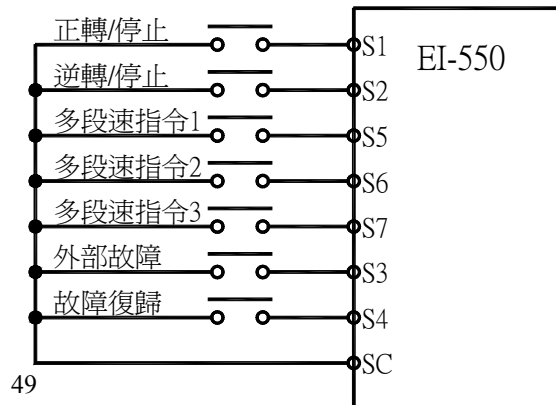 正轉/停止
S1
EI-550
逆轉/停止
S2
多段速指令1
S5
多段速指令2
S6
多段速指令3
S7
外部故障
S3
故障復歸
S4
SC
49